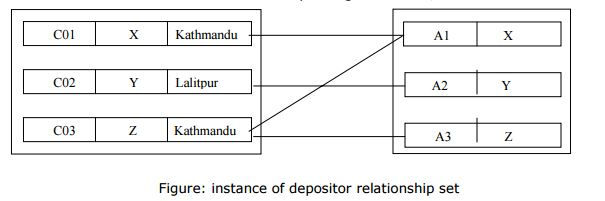 C01 X Kathmandu A1 X
C02 Y Lalitpur A2 Y
C03 Z Kathmandu A3 Z
Figure: instance of depositor relationship set